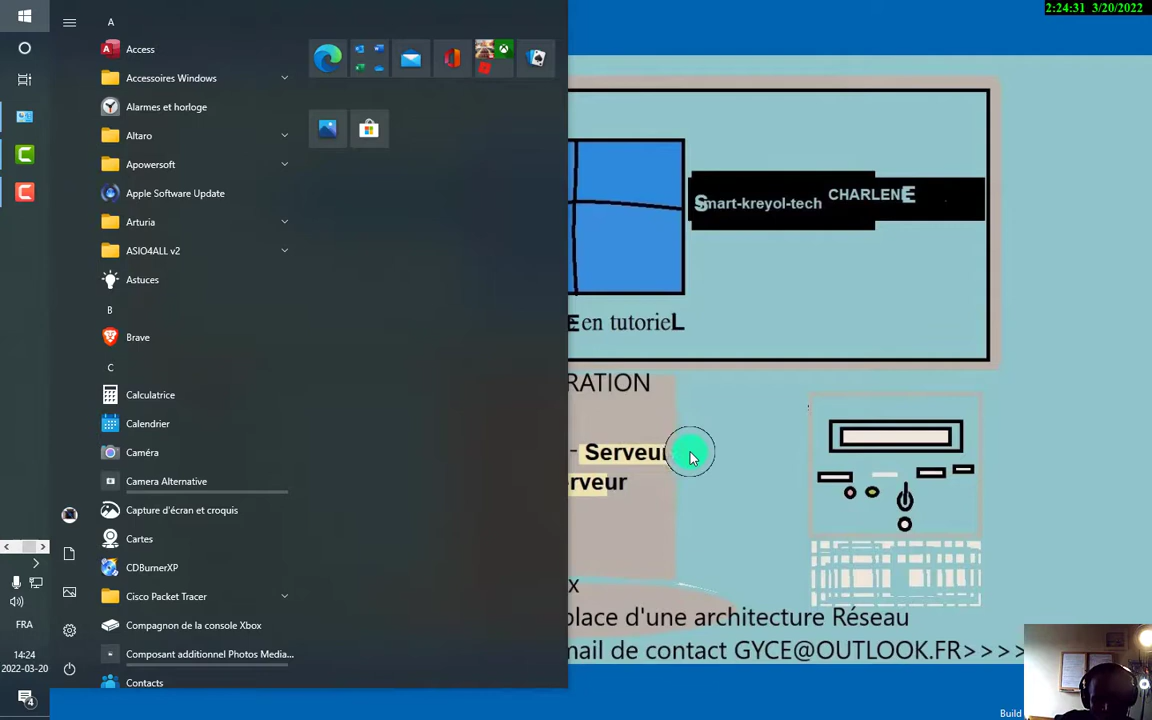 2:24:31 3/20/2022
A
Access
Accessoires Windows
Alarmes et horloge
Altaro
Apowersoft
Apple Software Update
Arturia
ASIO4ALL v2
Astuces
B
Brave
C
Calculatrice
Calendrier
Caméra
Camera Alternative
Capture d'écran et croquis
Cartes
CDBurnerXP
Cisco Packet Tracer
Compagnon de la console Xbox
Composant additionnel Photos Media...
Contacts
FRA
14:24
2022-03-20
4
Smart-kreyol-tech CHARLENE
E en tutorieL
RATION
- Serveur
erveur
x
place d'une architecture Réseau
mail de contact GYCE@OUTLOOK.FR>>>>
Build